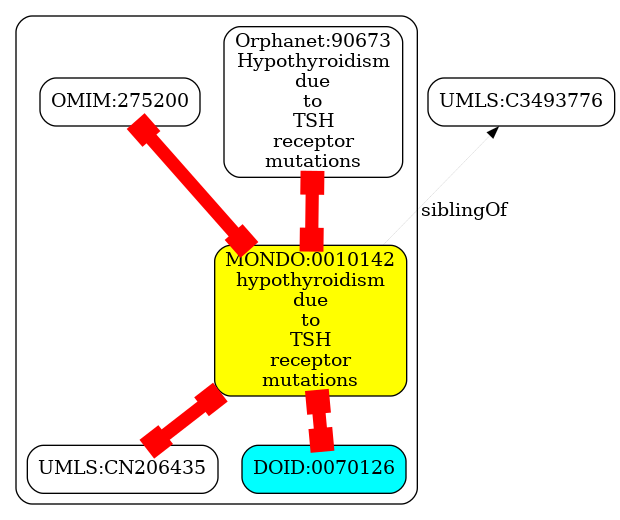 Orphanet:90673
Hypothyroidism
due
to
TSH
receptor
mutations
OMIM:275200
UMLS:C3493776
siblingOf
MONDO:0010142
hypothyroidism
due
to
TSH
receptor
mutations
UMLS:CN206435
DOID:0070126